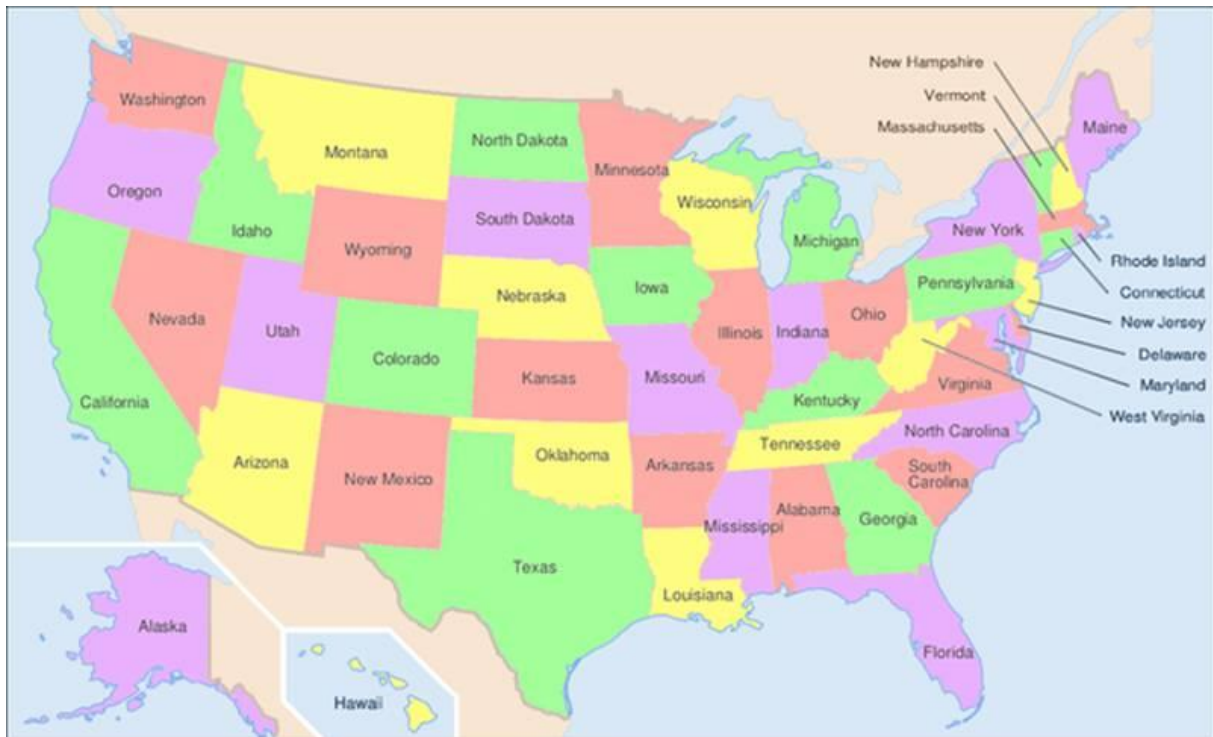 New Hampshire
Vermont
Massachusetts
Washington
Maine
Montana
North Dakota
Minnesota
Oregon
Idaho
South Dakota
Wisconsin
Wyoming
Michigan
New York
Rhode Island
Nebraska
Iowa
Pennsylvania
Connecticut
Nevada
Utah
Illinois
Indiana
Ohio
New Jersey
Colorado
Delaware
Kansas
Missouri
Virginia
Maryland
California
Kentucky
West Virginia
Arizona
Oklahoma
Tennessee
North Carolina
New Mexico
Arkansas
South
Carolina
Mississippi
Alabama
Georgia
Texas
Louisiana
Alaska
Florida
Hawaii